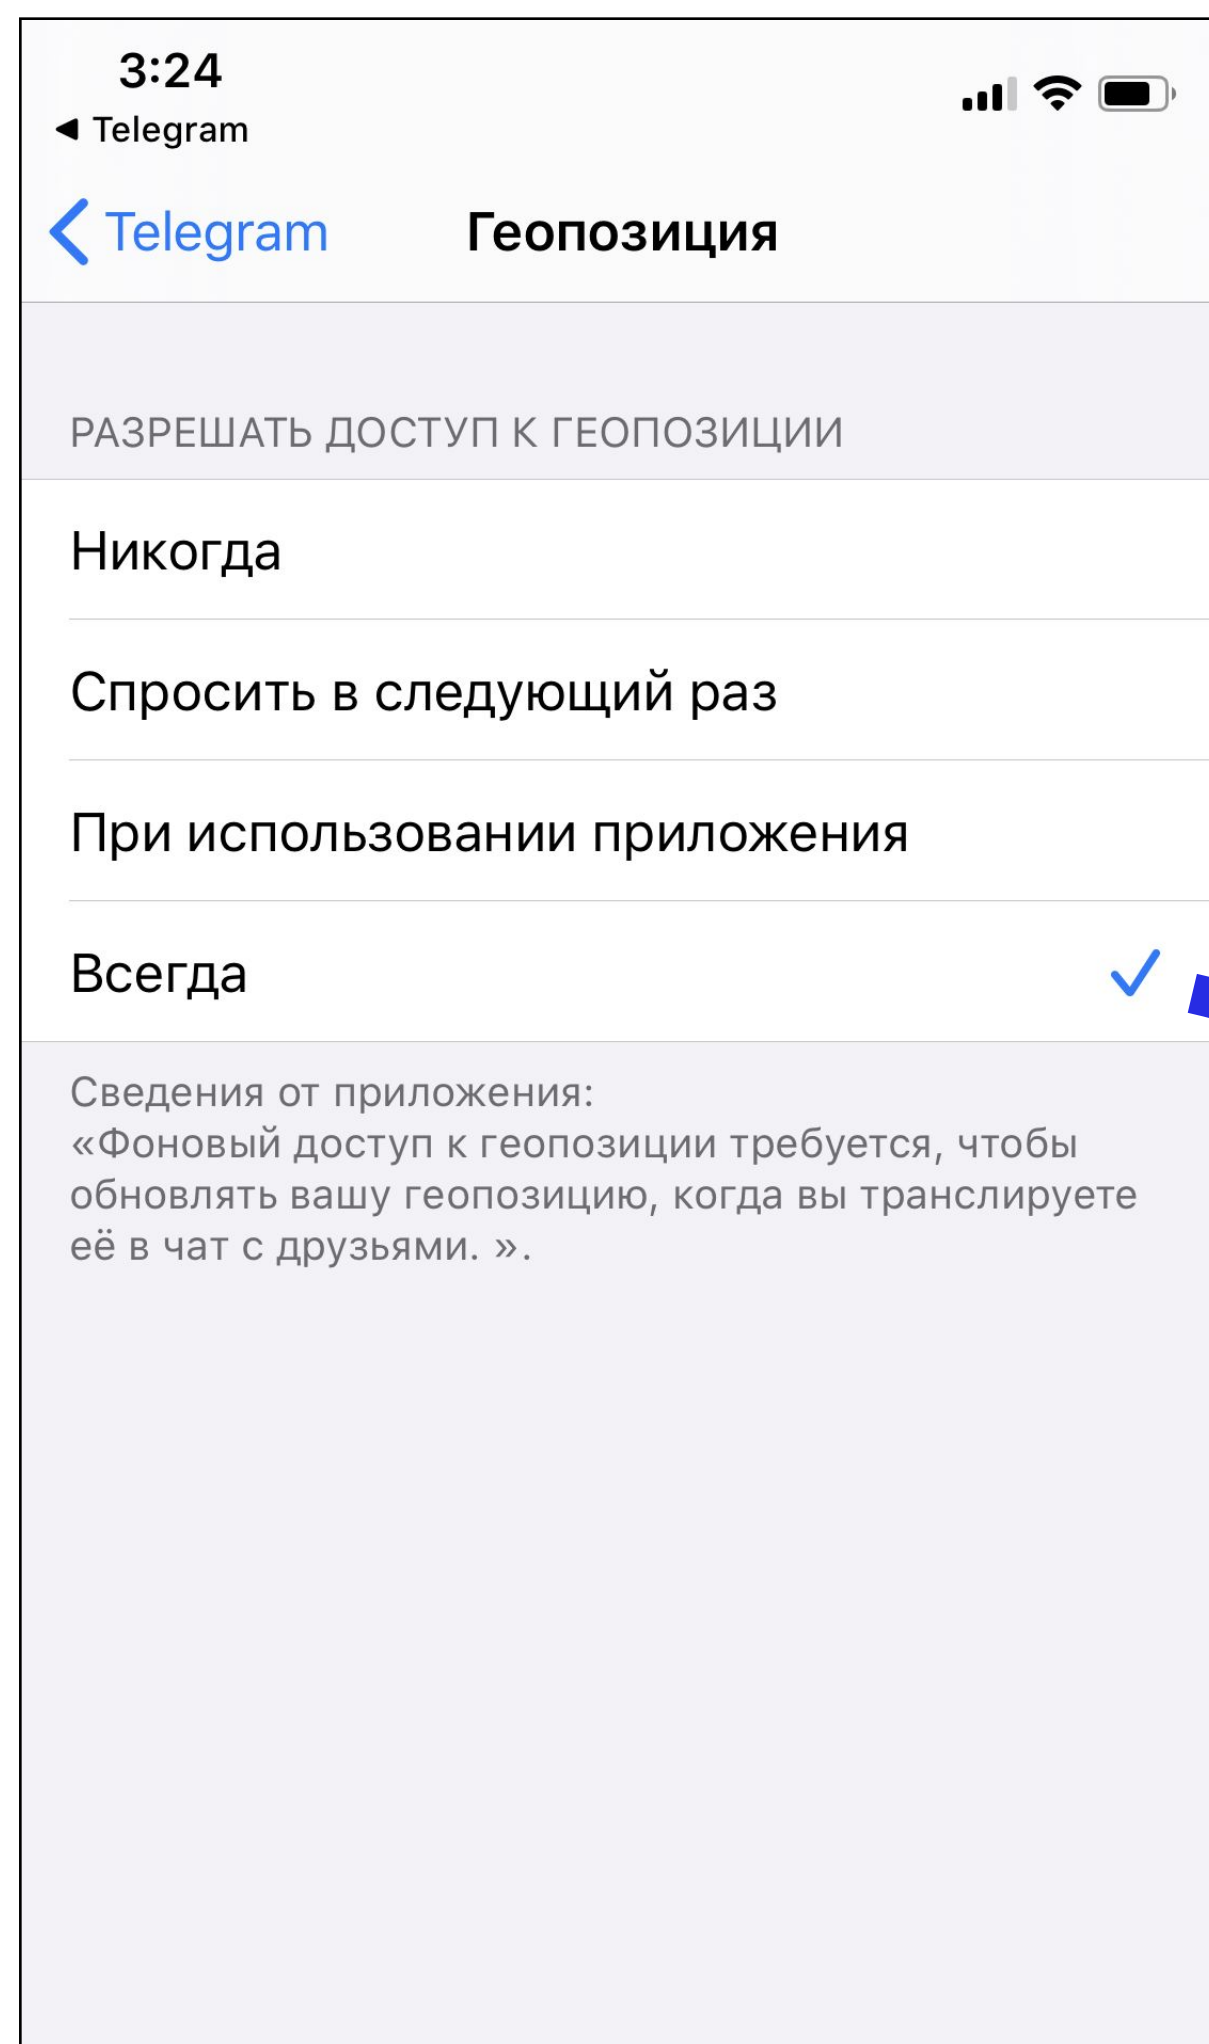 3:24
Telegram
Telegram
Геопозиция
РАЗРЕШАТЬ ДОСТУП К ГЕОПОЗИЦИИ
Никогда
Спросить в следующий раз
При использовании приложения
Всегда
Сведения от приложения:
«Фоновый доступ к геопозиции требуется, чтобы
обновлять вашу геопозицию, когда вы транслируете
её в чат с друзьями. ».